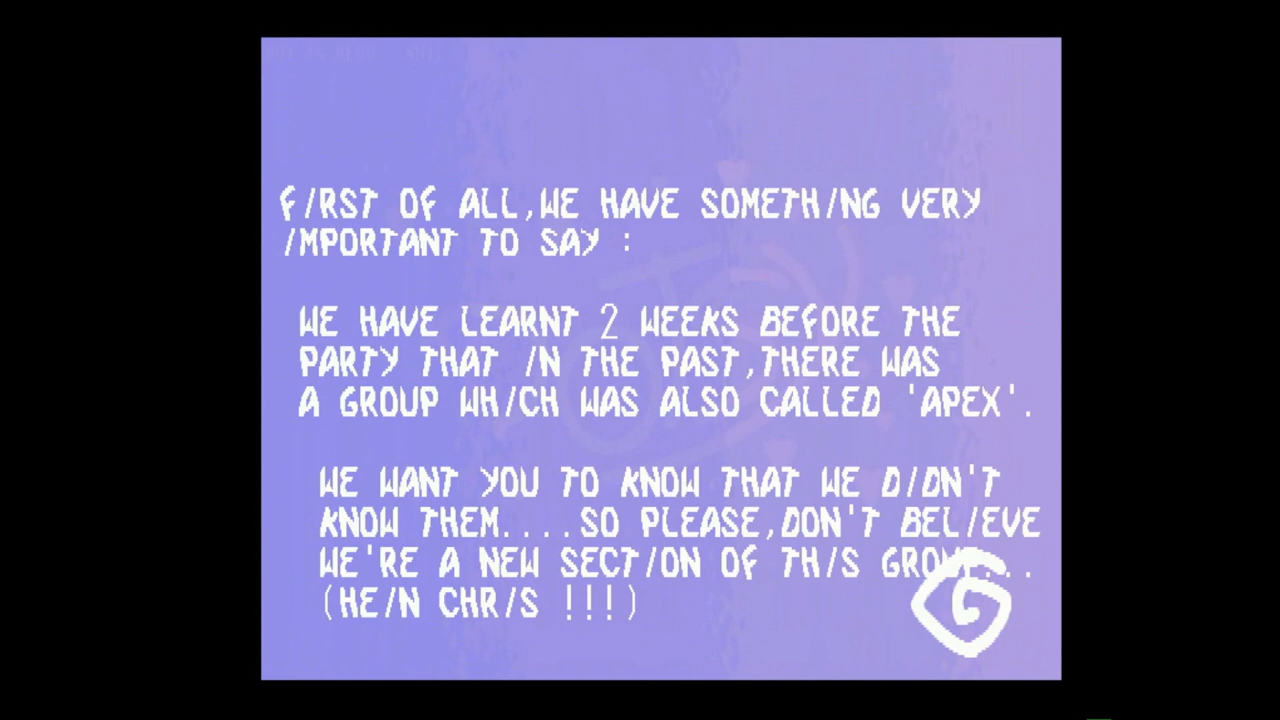 FIRST OF ALL,WE HAVE SOMETHING VERY
IMPORTANT TO SAY :
WE HAVE LEARNT 2 WEEKS BEFORE THE
PARTY THAT IN THE PAST,THERE WAS
A GROUP WHICH WAS ALSO CALLED 'APEX'.
WE WANT YOU TO KNOW THAT WE DIDN'T
KNOW THEM....SO PLEASE,DON'T BELIEVE
WE'RE A NEW SECTION OF THIS GROUP...
(HEIN CHRIS !!!)